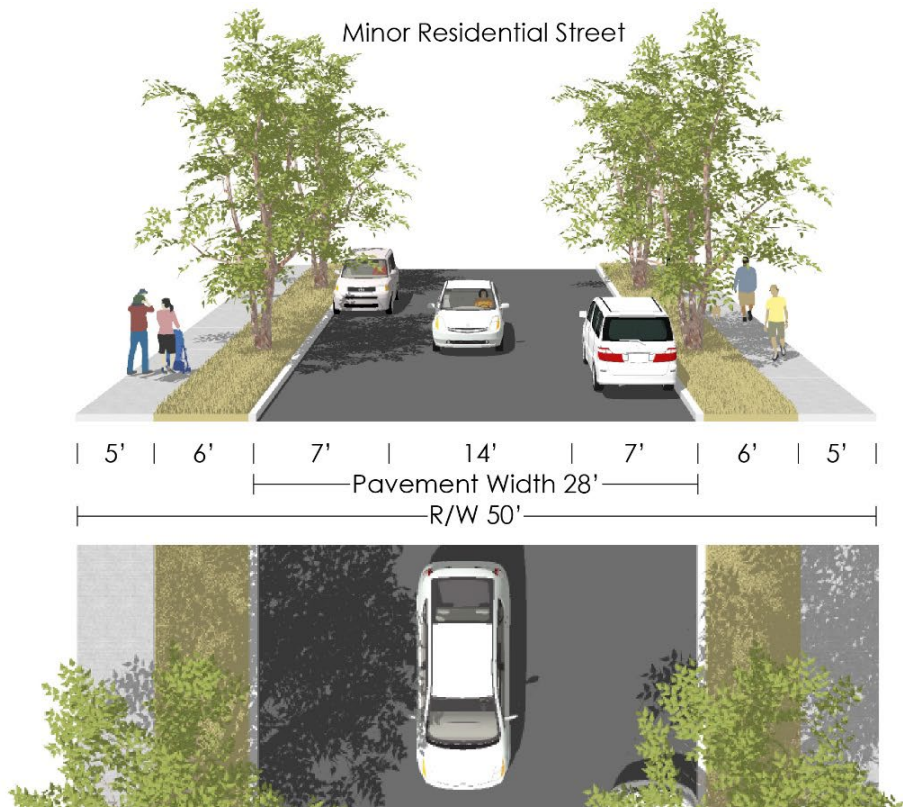 Minor Residential Street
| 5' | 6' | 7' | 14' | 7' | 6' | 5' |
Pavement Width 28'
R/W 50'